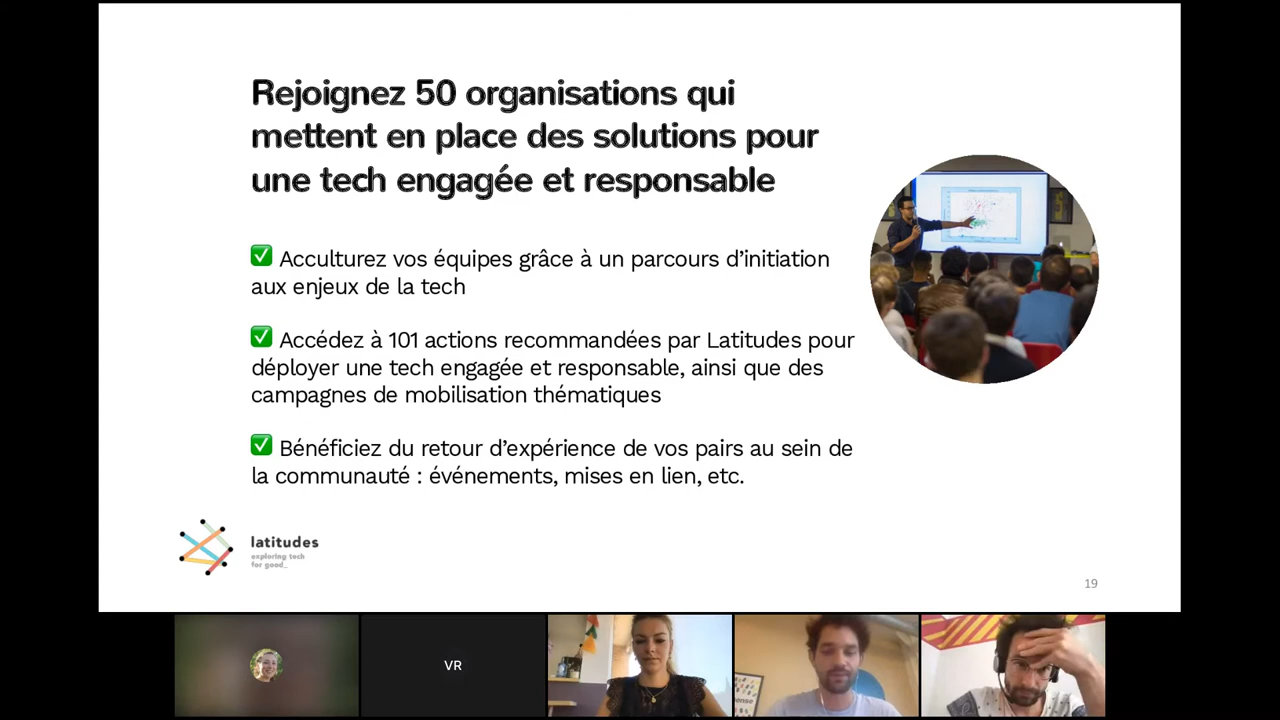 Rejoignez 50 organisations qui
mettent en place des solutions pour
une tech engagée et responsable
✅ Acculturez vos équipes grâce à un parcours d’initiation
aux enjeux de la tech
✅ Accédez à 101 actions recommandées par Latitudes pour
déployer une tech engagée et responsable, ainsi que des
campagnes de mobilisation thématiques
✅ Bénéficiez du retour d’expérience de vos pairs au sein de
la communauté : événements, mises en lien, etc.
latitudes
exploring tech
for good_
19
VR